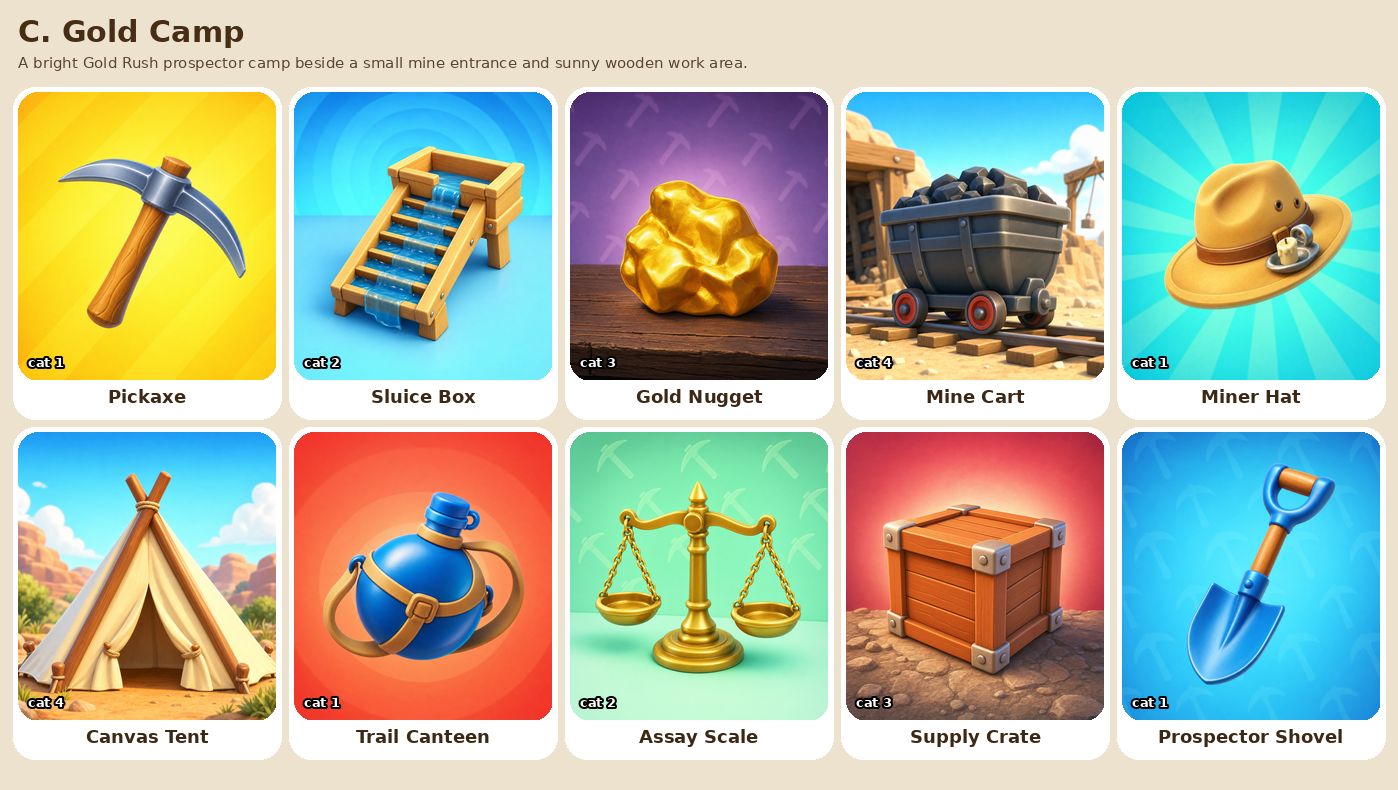 C. Gold Camp
A bright Gold Rush prospector camp beside a small mine entrance and sunny wooden work area.
cat 1
cat 2
cat 3
cat 4
cat 1
Pickaxe
Sluice Box
Gold Nugget
Mine Cart
Miner Hat
cat 4
cat 1
cat 2
cat 3
cat 1
Canvas Tent
Trail Canteen
Assay Scale
Supply Crate
Prospector Shovel